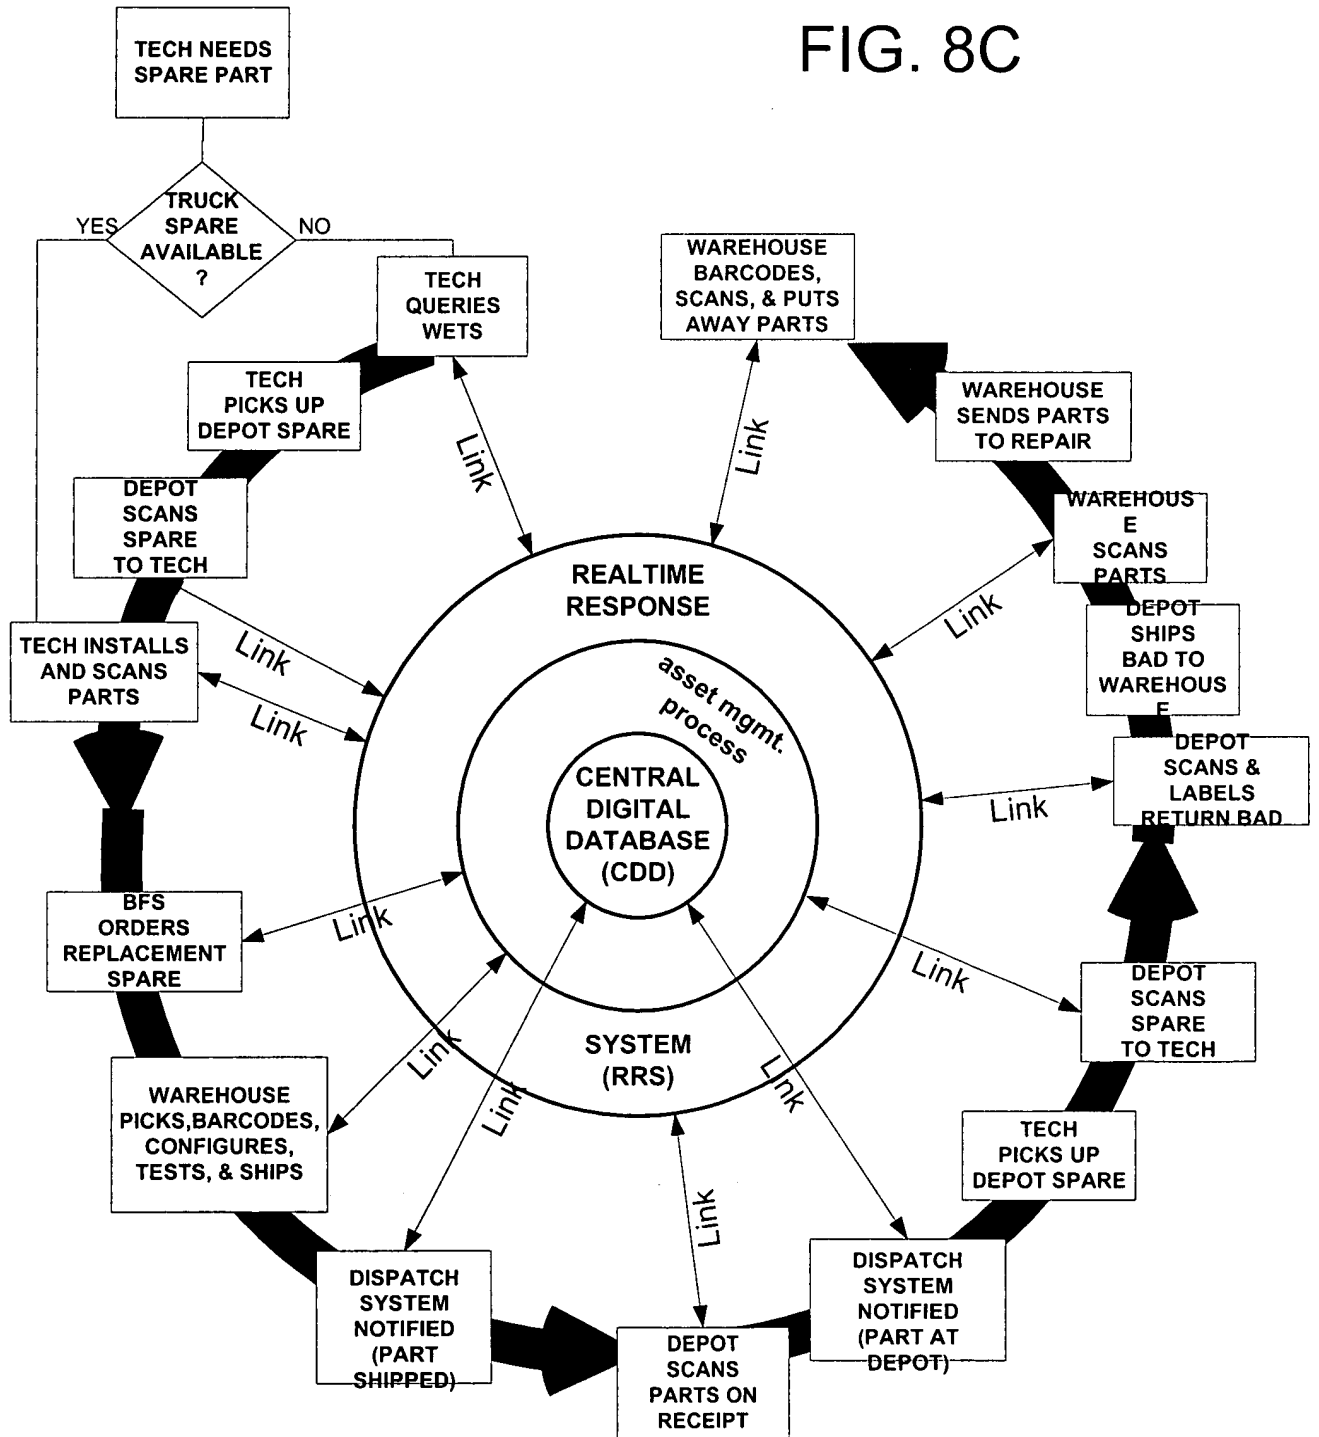 FIG. 8C
TECH NEEDS
SPARE PART
TRUCK
SPARE
AVAILABLE
?
YES
NO
TECH
QUERIES
WETS
TECH
PICKS UP
DEPOT SPARE
DEPOT
SCANS
SPARE
TO TECH
TECH INSTALLS
AND SCANS
PARTS
BFS
ORDERS
REPLACEMENT
SPARE
WAREHOUSE
PICKS,BARCODES,
CONFIGURES,
TESTS, & SHIPS
DISPATCH
SYSTEM
NOTIFIED
(PART
SHIPPED)
DEPOT
SCANS
PARTS ON
RECEIPT
DISPATCH
SYSTEM
NOTIFIED
(PART AT
DEPOT)
TECH
PICKS UP
DEPOT SPARE
DEPOT
SCANS
SPARE
TO TECH
DEPOT
SCANS &
LABELS
RETURN BAD
DEPOT
SHIPS
BAD TO
WAREHOUS
E
WAREHOUS
E
SCANS
PARTS
WAREHOUSE
SENDS PARTS
TO REPAIR
WAREHOUSE
BARCODES,
SCANS, & PUTS
AWAY PARTS
Link
Link
Link
Link
Link
Link
Link
Link
Link
Link
Link
Link
REALTIME
RESPONSE
asset mgmt.
process
CENTRAL
DIGITAL
DATABASE
(CDD)
SYSTEM
(RRS)